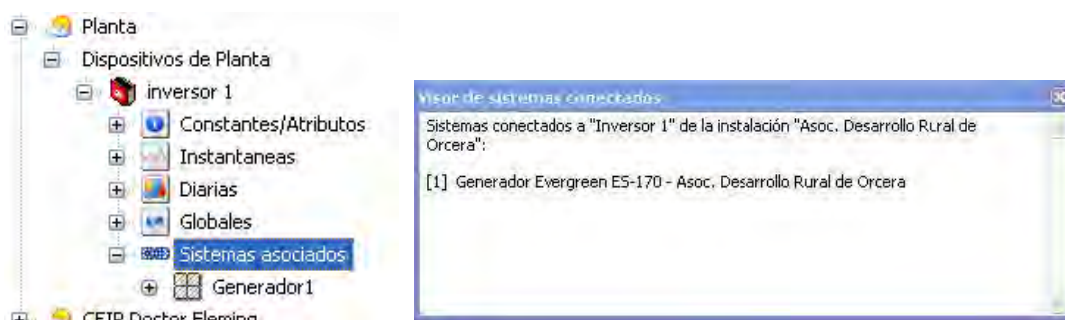 Planta
Dispositivos de Planta
inversor 1
Constantes/Atributos
Instantaneas
Diarias
Globales
Sistemas asociados
Generador1
CEIP Doctor Fleming
Visor de sistemas conectados
Sistemas conectados a "Inversor 1" de la instalación "Asoc. Desarrollo Rural de
Orcera":
[1] Generador Evergreen ES-170 - Asoc. Desarrollo Rural de Orcera